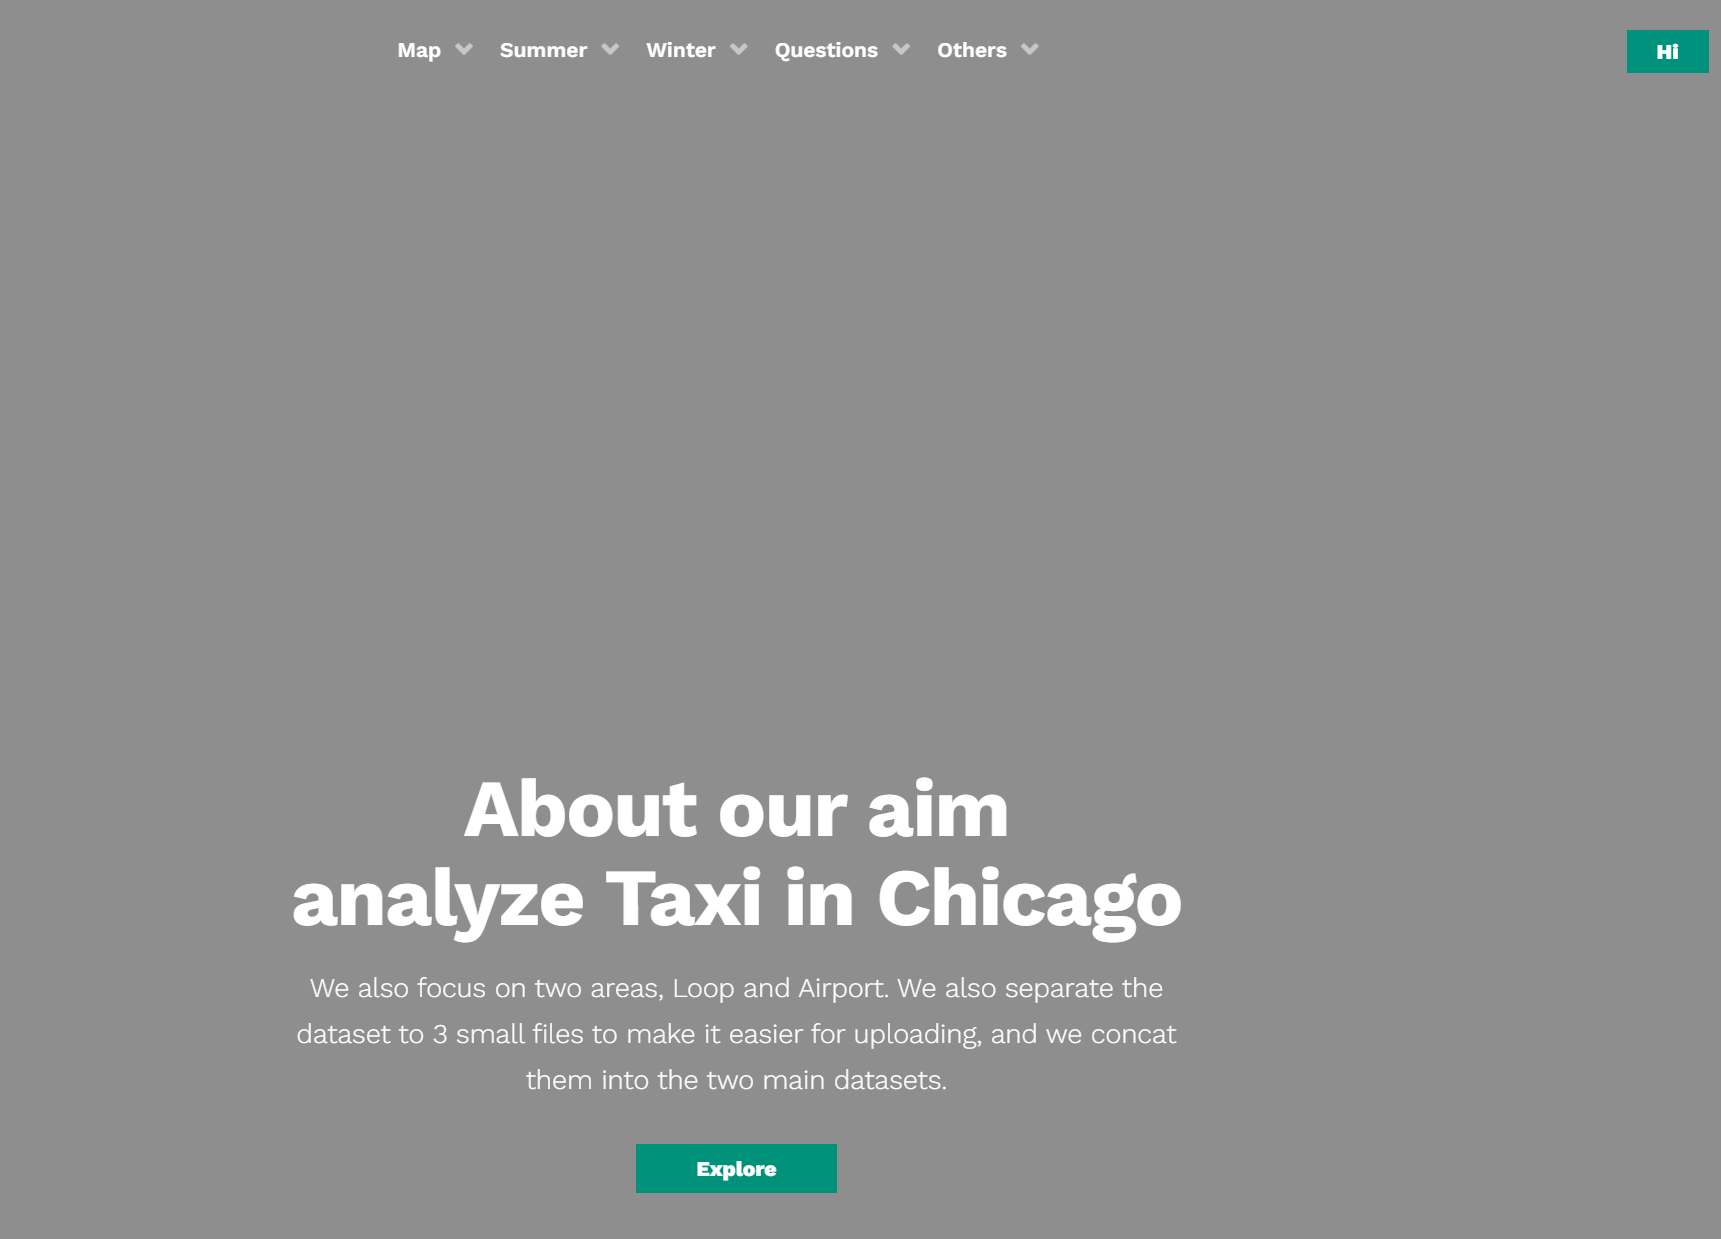 Map Summer Winter Questions Others Hi
About our aim
analyze Taxi in Chicago
We also focus on two areas, Loop and Airport. We also separate the
dataset to 3 small files to make it easier for uploading, and we concat
them into the two main datasets.
Explore